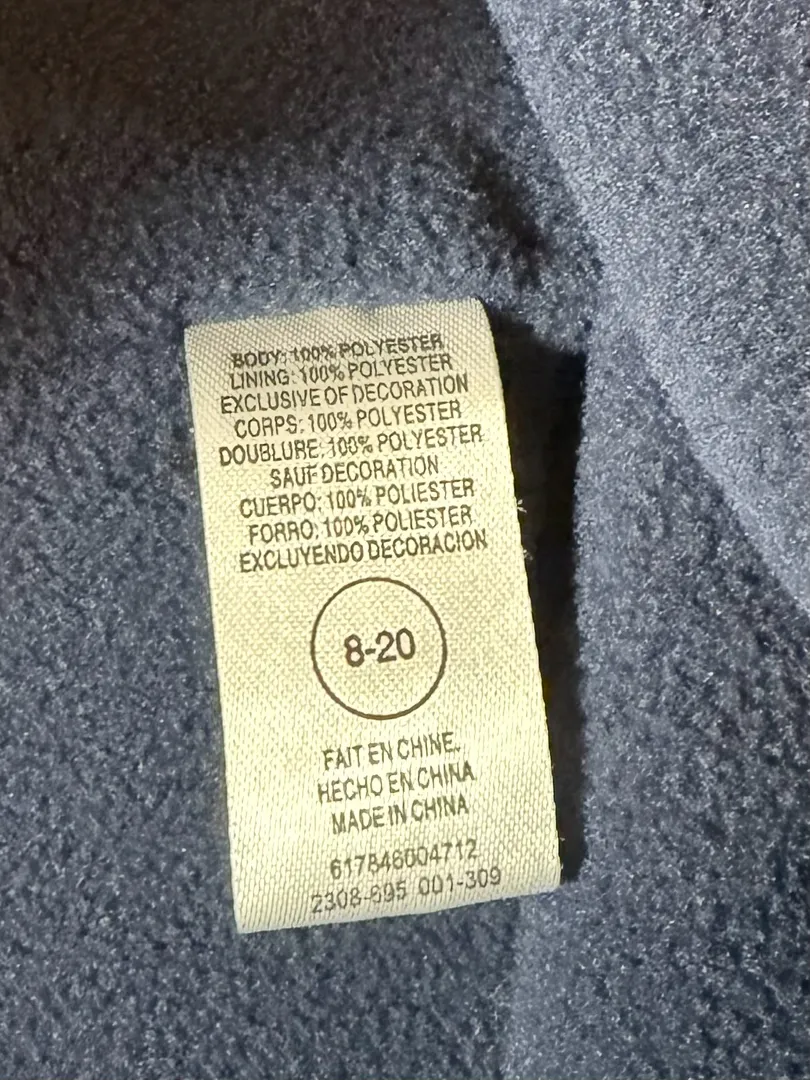 BODY: 100% POLYESTER
LINING: 100% POLYESTER
EXCLUSIVE OF DECORATION
CORPS: 100% POLYESTER
DOUBLURE: 100% POLYESTER
SAUF DECORATION
CUERPO: 100% POLIESTER
FORRO: 100% POLIESTER
EXCLUYENDO DECORACION
8-20
FAIT EN CHINE.
HECHO EN CHINA
MADE IN CHINA
617846004712
2308-695 001-309